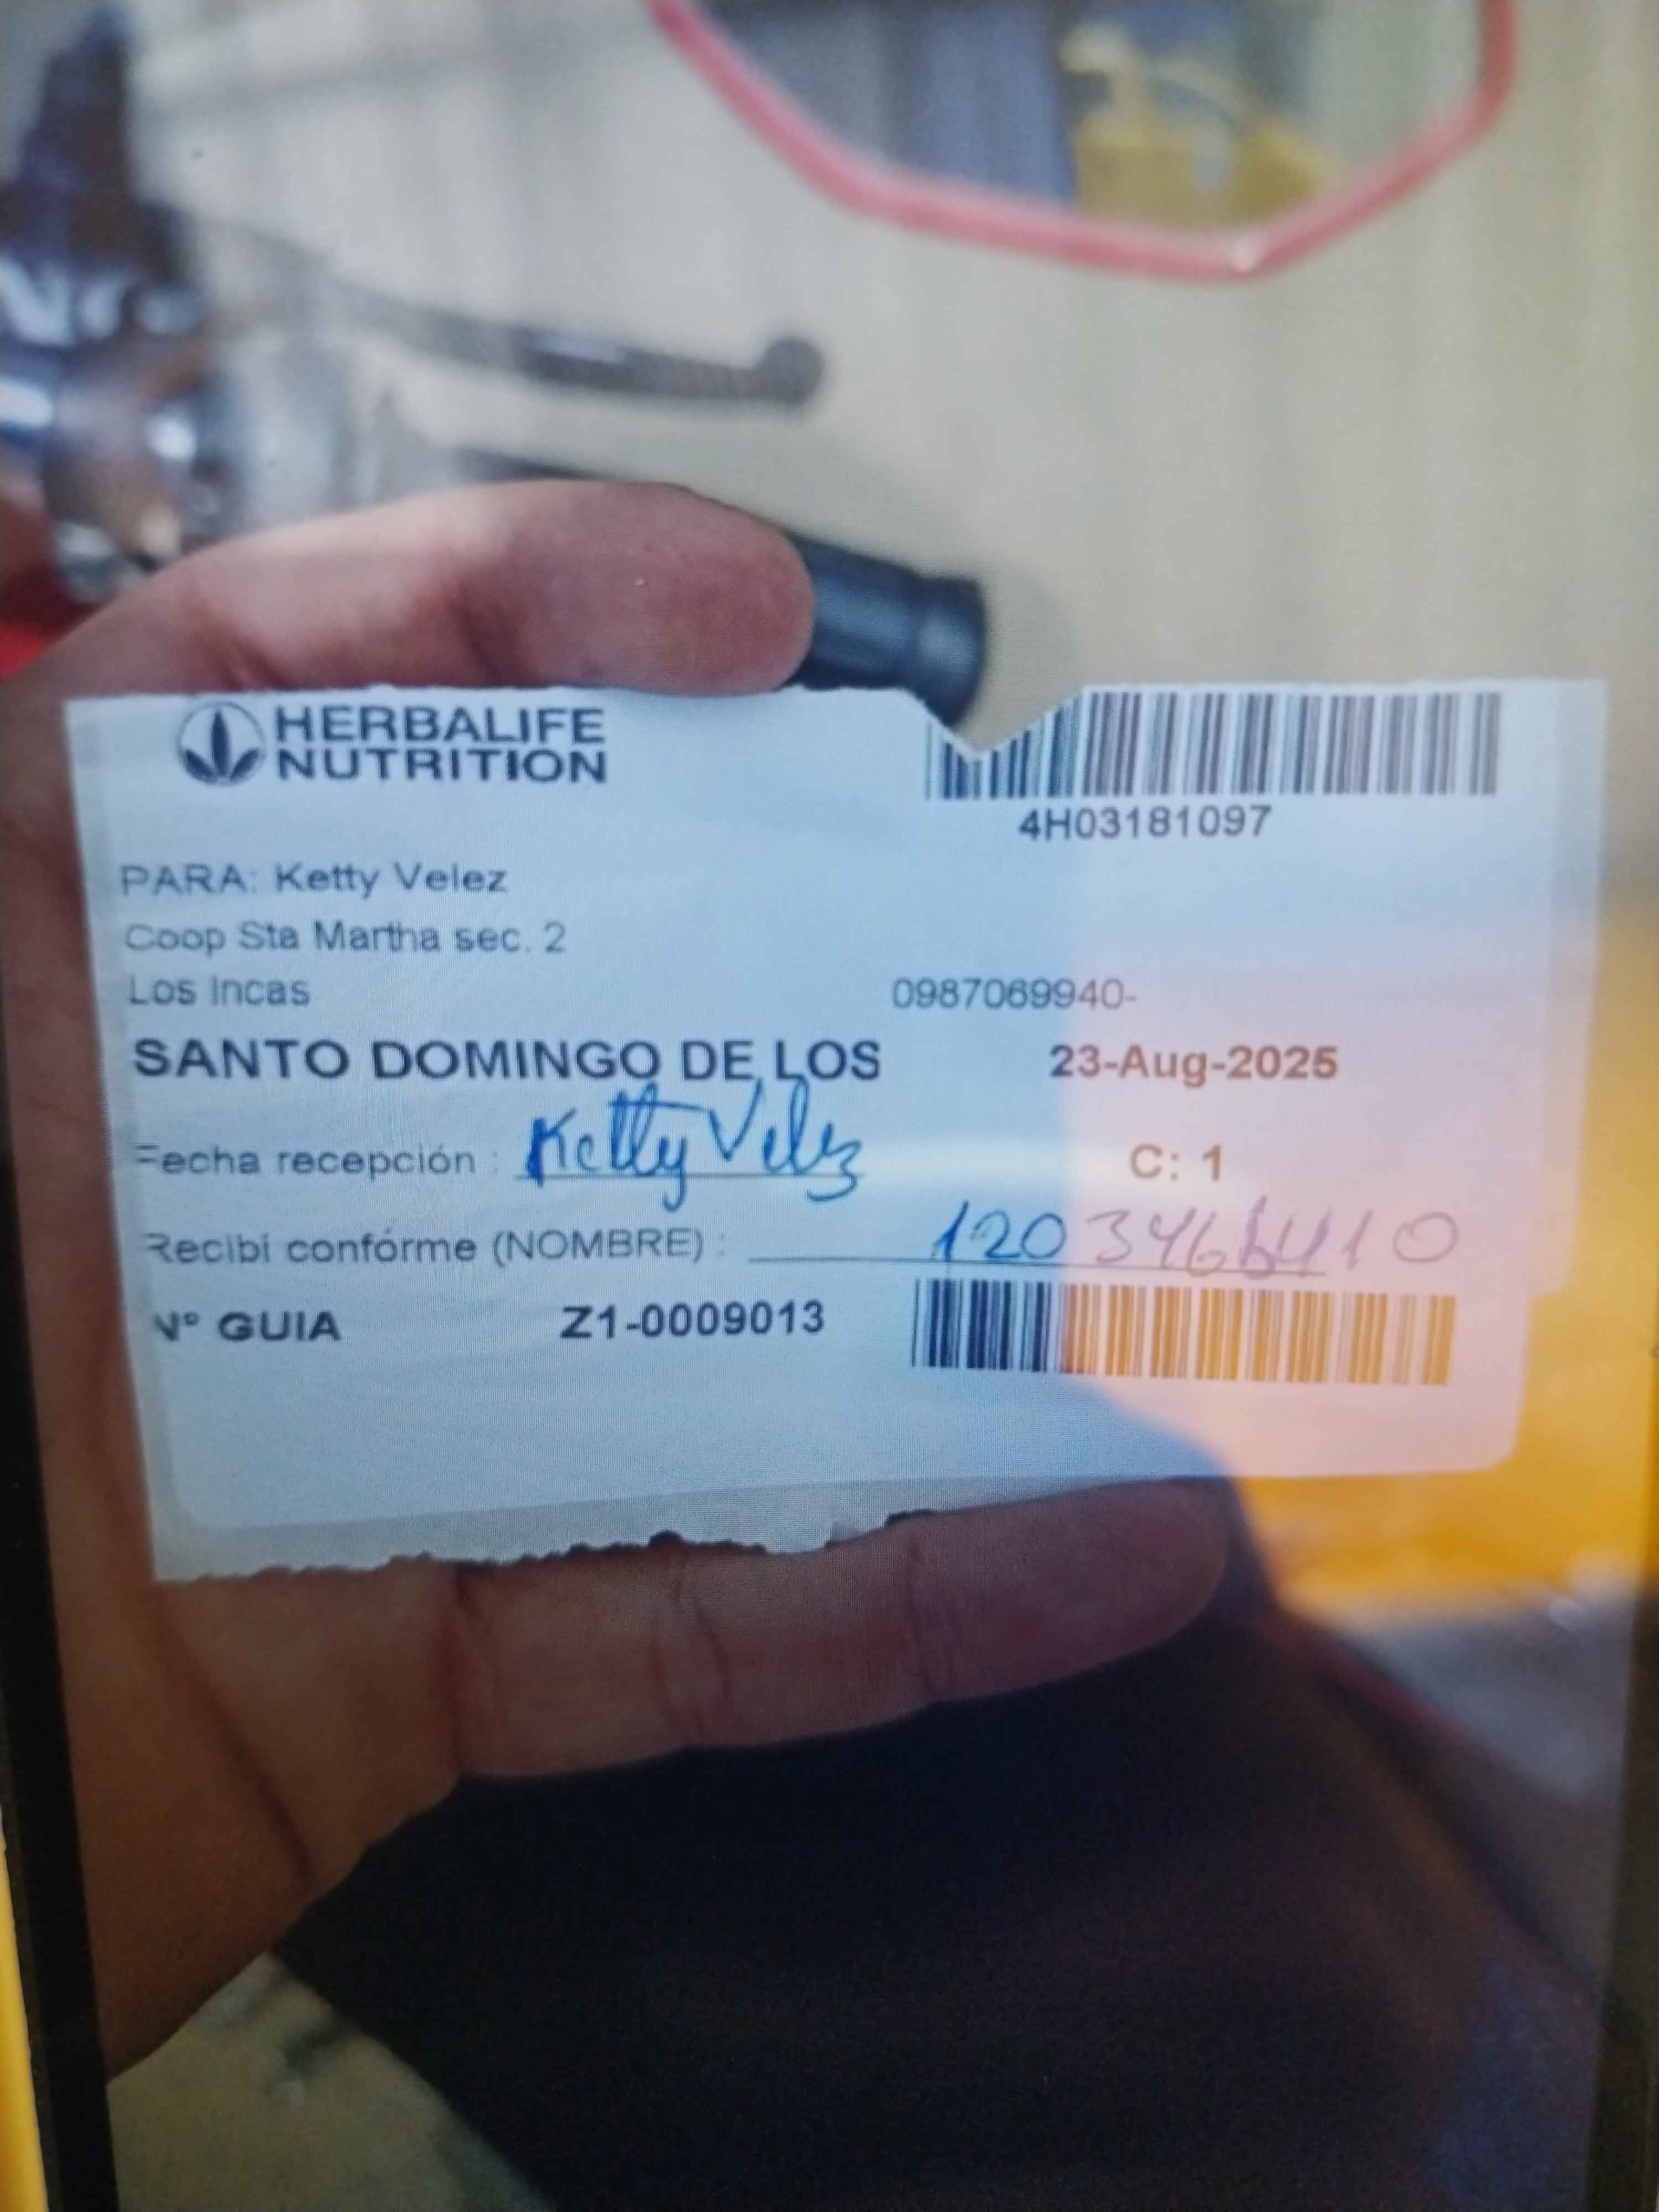 HERBALIFE
NUTRITION
4H03181097
PARA: Ketty Velez
Coop Sta Martha sec. 2
Los Incas 0987069940-
SANTO DOMINGO DE LOS 23-Aug-2025
Fecha recepción : Ketty Velez C: 1
Recibi confórme (NOMBRE) :
Nº GUIA Z1-0009013